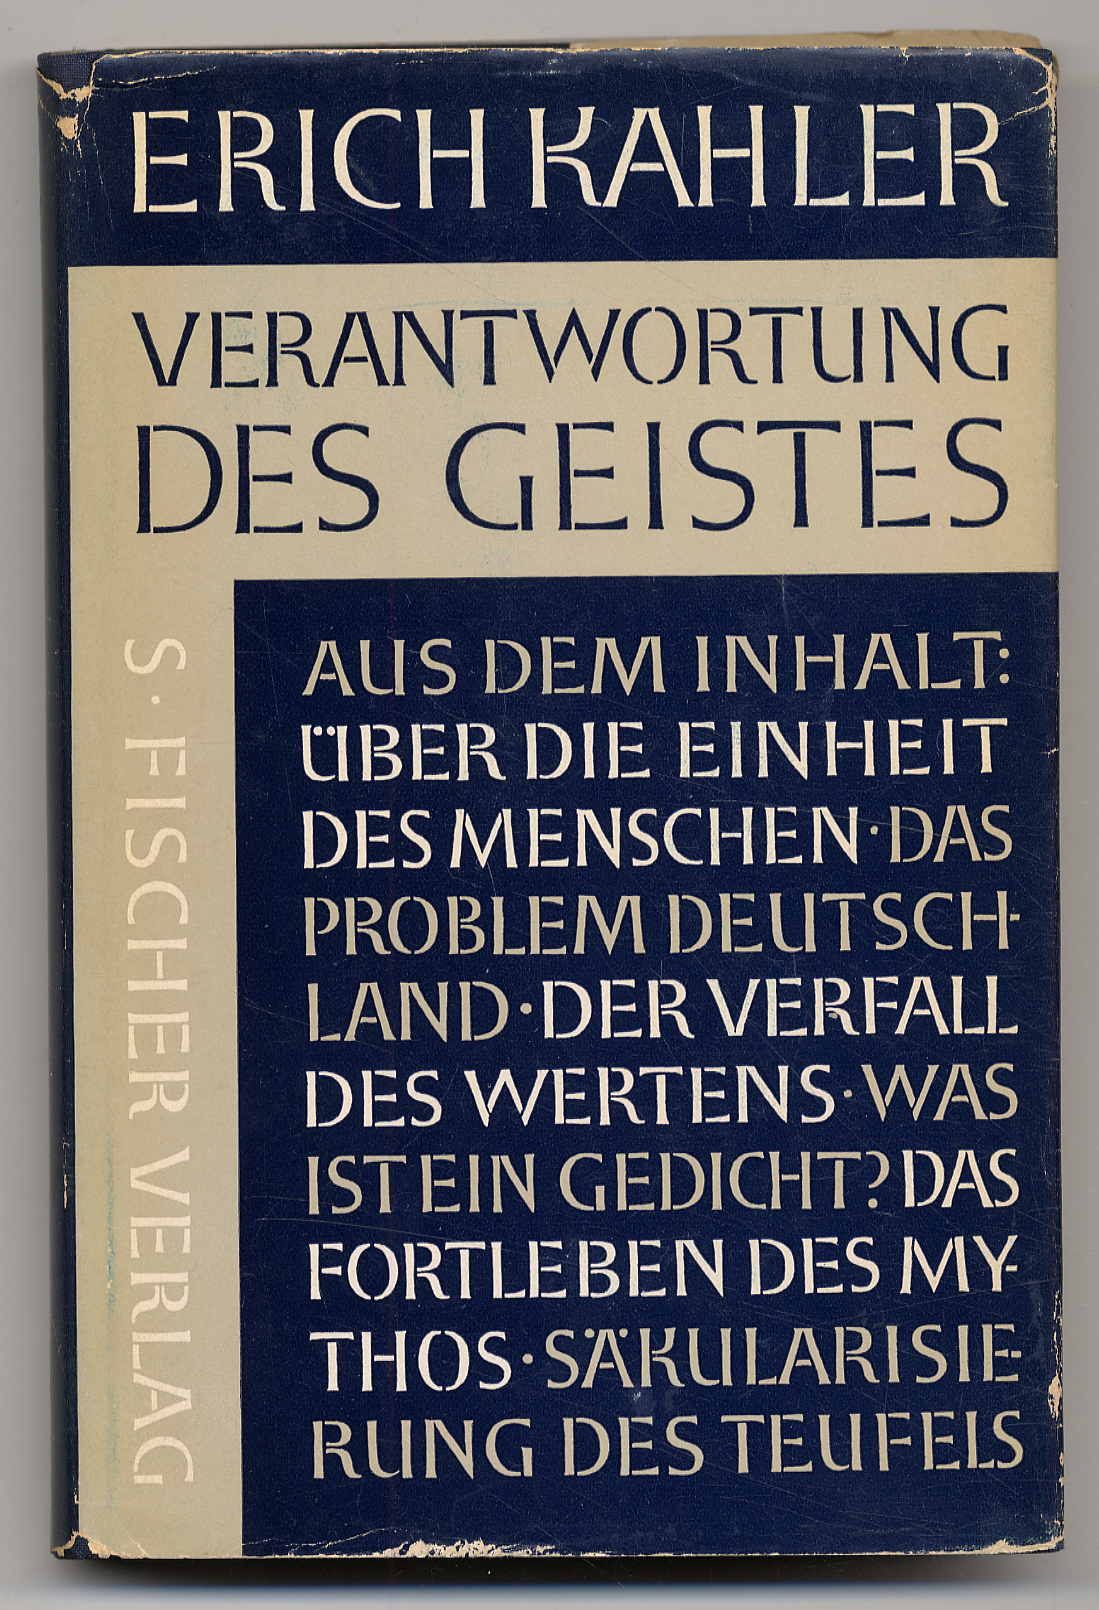 ERICH KAHLER
VERANTWORTUNG
DES GEISTES
S. FISCHER VERLAG
AUS DEM INHALT:
ÜBER DIE EINHEIT
DES MENSCHEN · DAS
PROBLEM DEUTSCH-
LAND · DER VERFALL
DES WERTENS · WAS
IST EIN GEDICHT? DAS
FORTLEBEN DES MY-
THOS · SÄKULARISIE-
RUNG DES TEUFELS